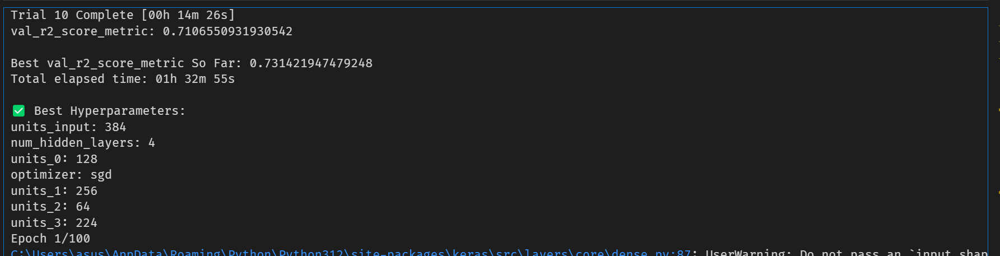 Trial 10 Complete [00h 14m 26s]
val_r2_score_metric: 0.7106550931930542
Best val_r2_score_metric So Far: 0.731421947479248
Total elapsed time: 01h 32m 55s
✅ Best Hyperparameters:
units_input: 384
num_hidden_layers: 4
units_0: 128
optimizer: sgd
units_1: 256
units_2: 64
units_3: 224
Epoch 1/100
C:\Users\asus\AppData\Roaming\Python\Python312\site-packages\keras\src\layers\core\dense.py:87: UserWarning: Do not pass an `input_shap